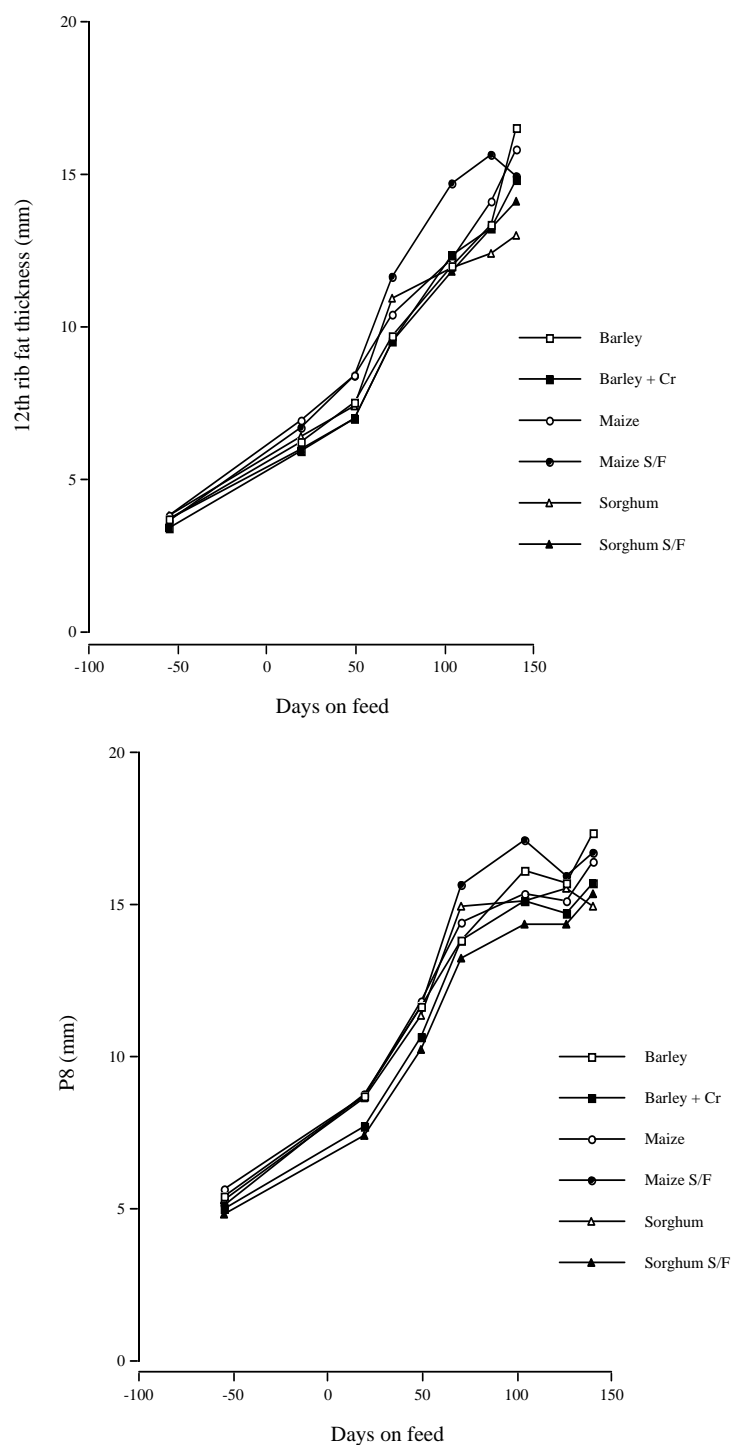 20
15
10
5
0
12th rib fat thickness (mm)
-100 -50 0 50 100 150
Days on feed
Barley
Barley + Cr
Maize
Maize S/F
Sorghum
Sorghum S/F
20
15
10
5
0
P8 (mm)
-100 -50 0 50 100 150
Days on feed
Barley
Barley + Cr
Maize
Maize S/F
Sorghum
Sorghum S/F